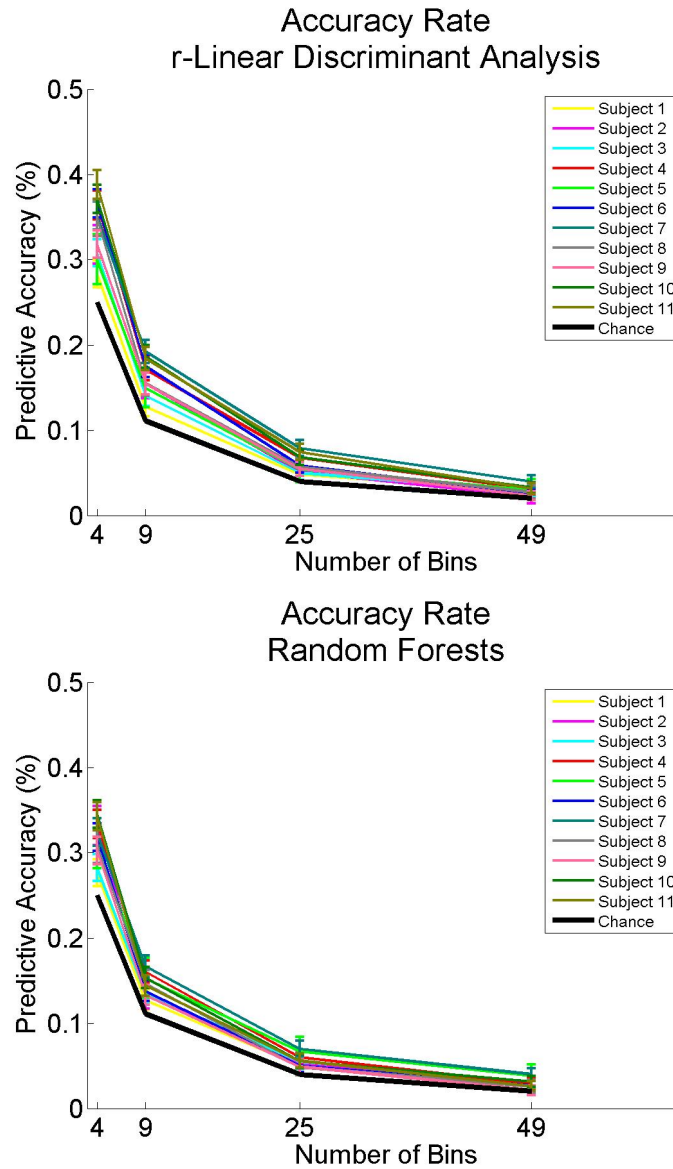 Accuracy Rate
r-Linear Discriminant Analysis
Predictive Accuracy (%)
0.5
0.4
0.3
0.2
0.1
0
4
9
25
49
Number of Bins
Subject 1
Subject 2
Subject 3
Subject 4
Subject 5
Subject 6
Subject 7
Subject 8
Subject 9
Subject 10
Subject 11
Chance
Accuracy Rate
Random Forests
Predictive Accuracy (%)
0.5
0.4
0.3
0.2
0.1
0
4
9
25
49
Number of Bins
Subject 1
Subject 2
Subject 3
Subject 4
Subject 5
Subject 6
Subject 7
Subject 8
Subject 9
Subject 10
Subject 11
Chance